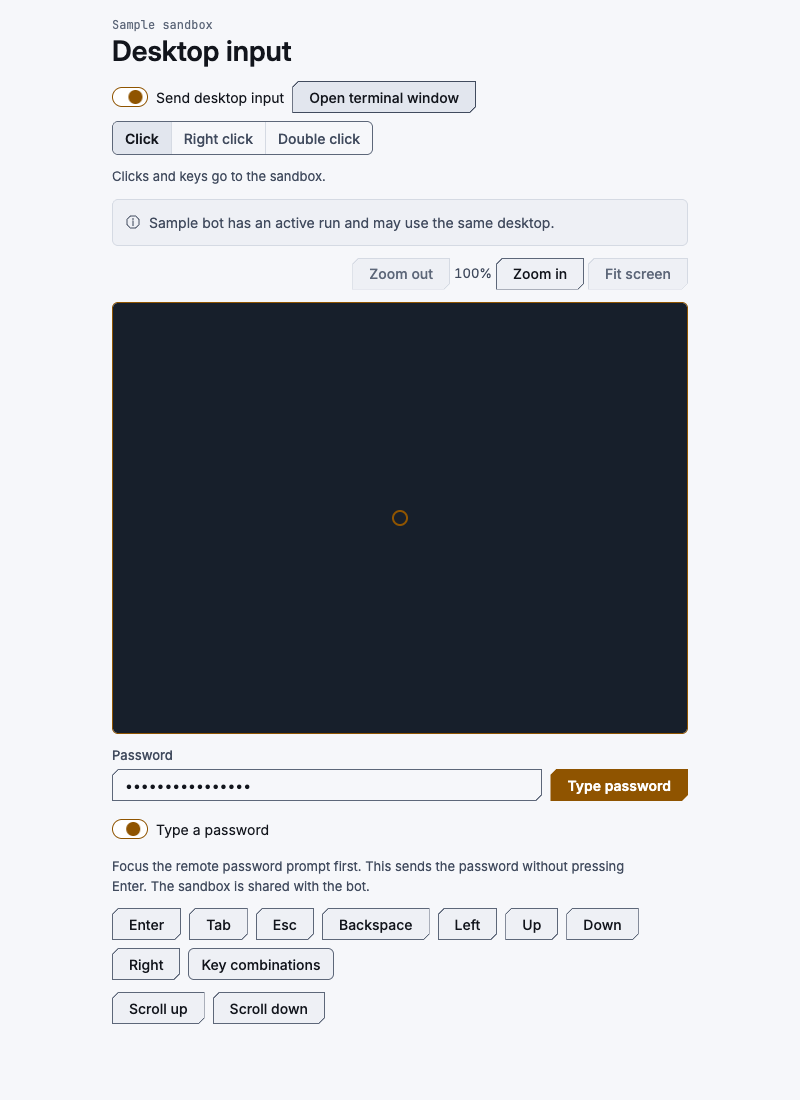 Sample sandbox
Desktop input
Send desktop input
Open terminal window
Click
Right click
Double click
Clicks and keys go to the sandbox.
Sample bot has an active run and may use the same desktop.
Zoom out
100%
Zoom in
Fit screen
Password
••••••••••••••••
Type password
Type a password
Focus the remote password prompt first. This sends the password without pressing
Enter. The sandbox is shared with the bot.
Enter
Tab
Esc
Backspace
Left
Up
Down
Right
Key combinations
Scroll up
Scroll down